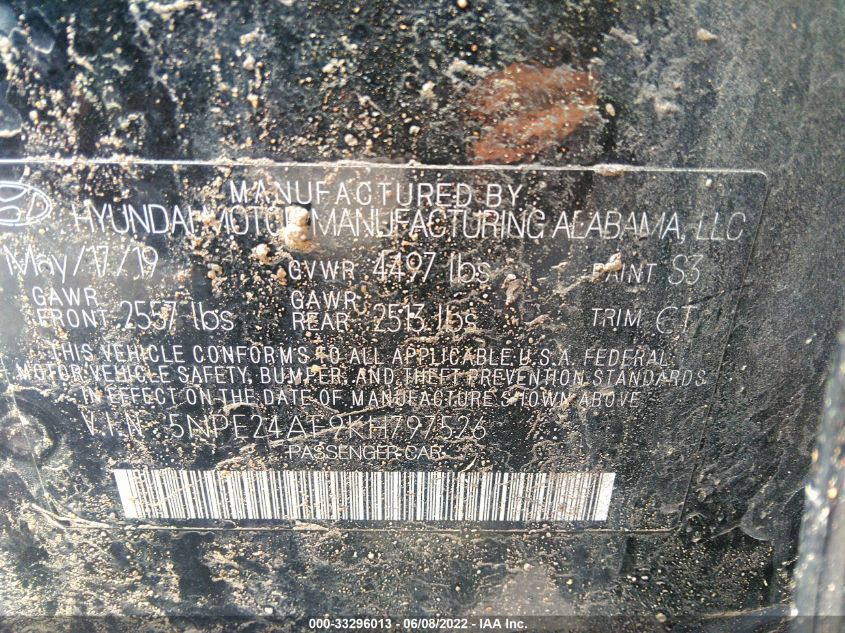 MANUFACTURED BY
HYUNDAI MOTOR MANUFACTURING ALABAMA, LLC
May/17/19 GVWR 4497 lbs PAINT S3
GAWR FRONT 2557 lbs GAWR REAR 2513 lbs TRIM CT
THIS VEHICLE CONFORMS TO ALL APPLICABLE U.S.A. FEDERAL
MOTOR VEHICLE SAFETY, BUMPER, AND THEFT PREVENTION STANDARDS
IN EFFECT ON THE DATE OF MANUFACTURE SHOWN ABOVE.
V.I.N 5NPE24AF9KH797526
PASSENGER CAR
000-33296013 - 06/08/2022 - IAA Inc.